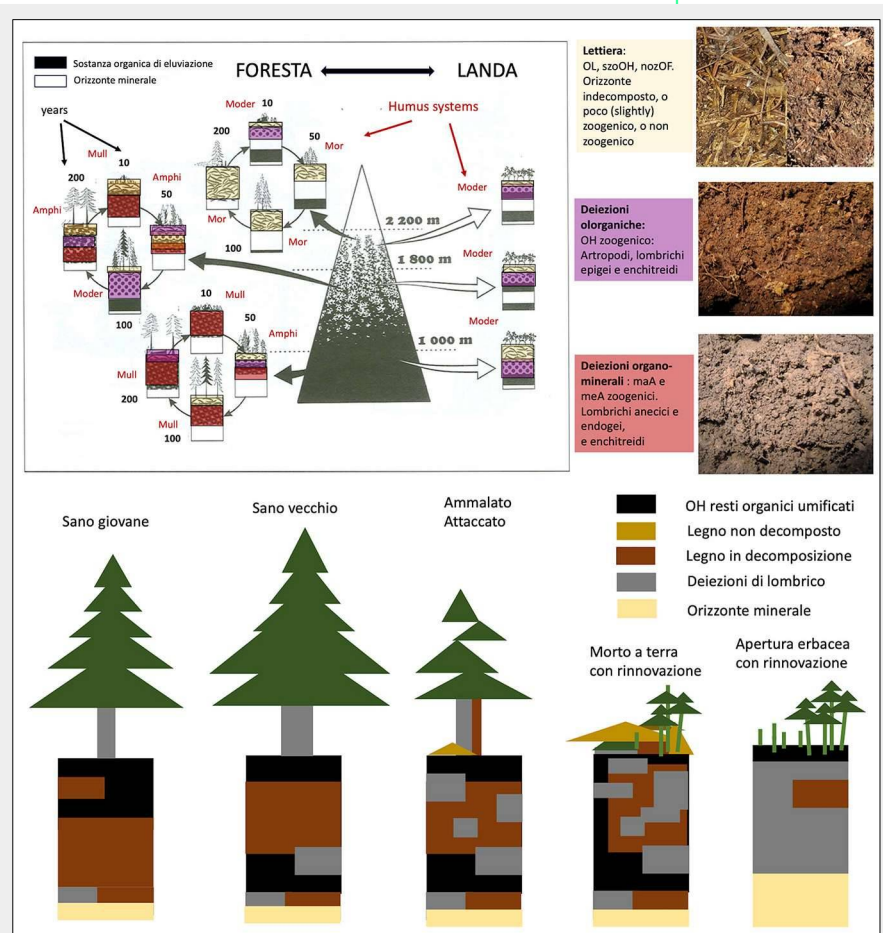 Sostanza organica di eluviazione
Orizzonte minerale
FORESTA
LANDA
years
Humus systems
Moder
10
200
50
Mor
Mor
Mor
100
Mull
10
200
Amphi
50
Amphi
Moder
100
10
Mull
50
Amphi
Mull
200
Mull
100
2 200 m
1 800 m
1 000 m
Moder
Moder
Moder
Lettiera:
OL, szoOH, nozOF.
Orizzonte
indecomposto, o
poco (slightly)
zoogenico, o non
zoogenico
Deiezioni
olorganiche:
OH zoogenico:
Artropodi, lombrichi
epigei e enchitreidi
Deiezioni organo-
minerali : maA e
meA zoogenici.
Lombrichi anecici e
endogei,
e enchitreidi
Sano giovane
Sano vecchio
Ammalato
Attaccato
OH resti organici umificati
Legno non decomposto
Legno in decomposizione
Deiezioni di lombrico
Orizzonte minerale
Morto a terra
con rinnovazione
Apertura erbacea
con rinnovazione